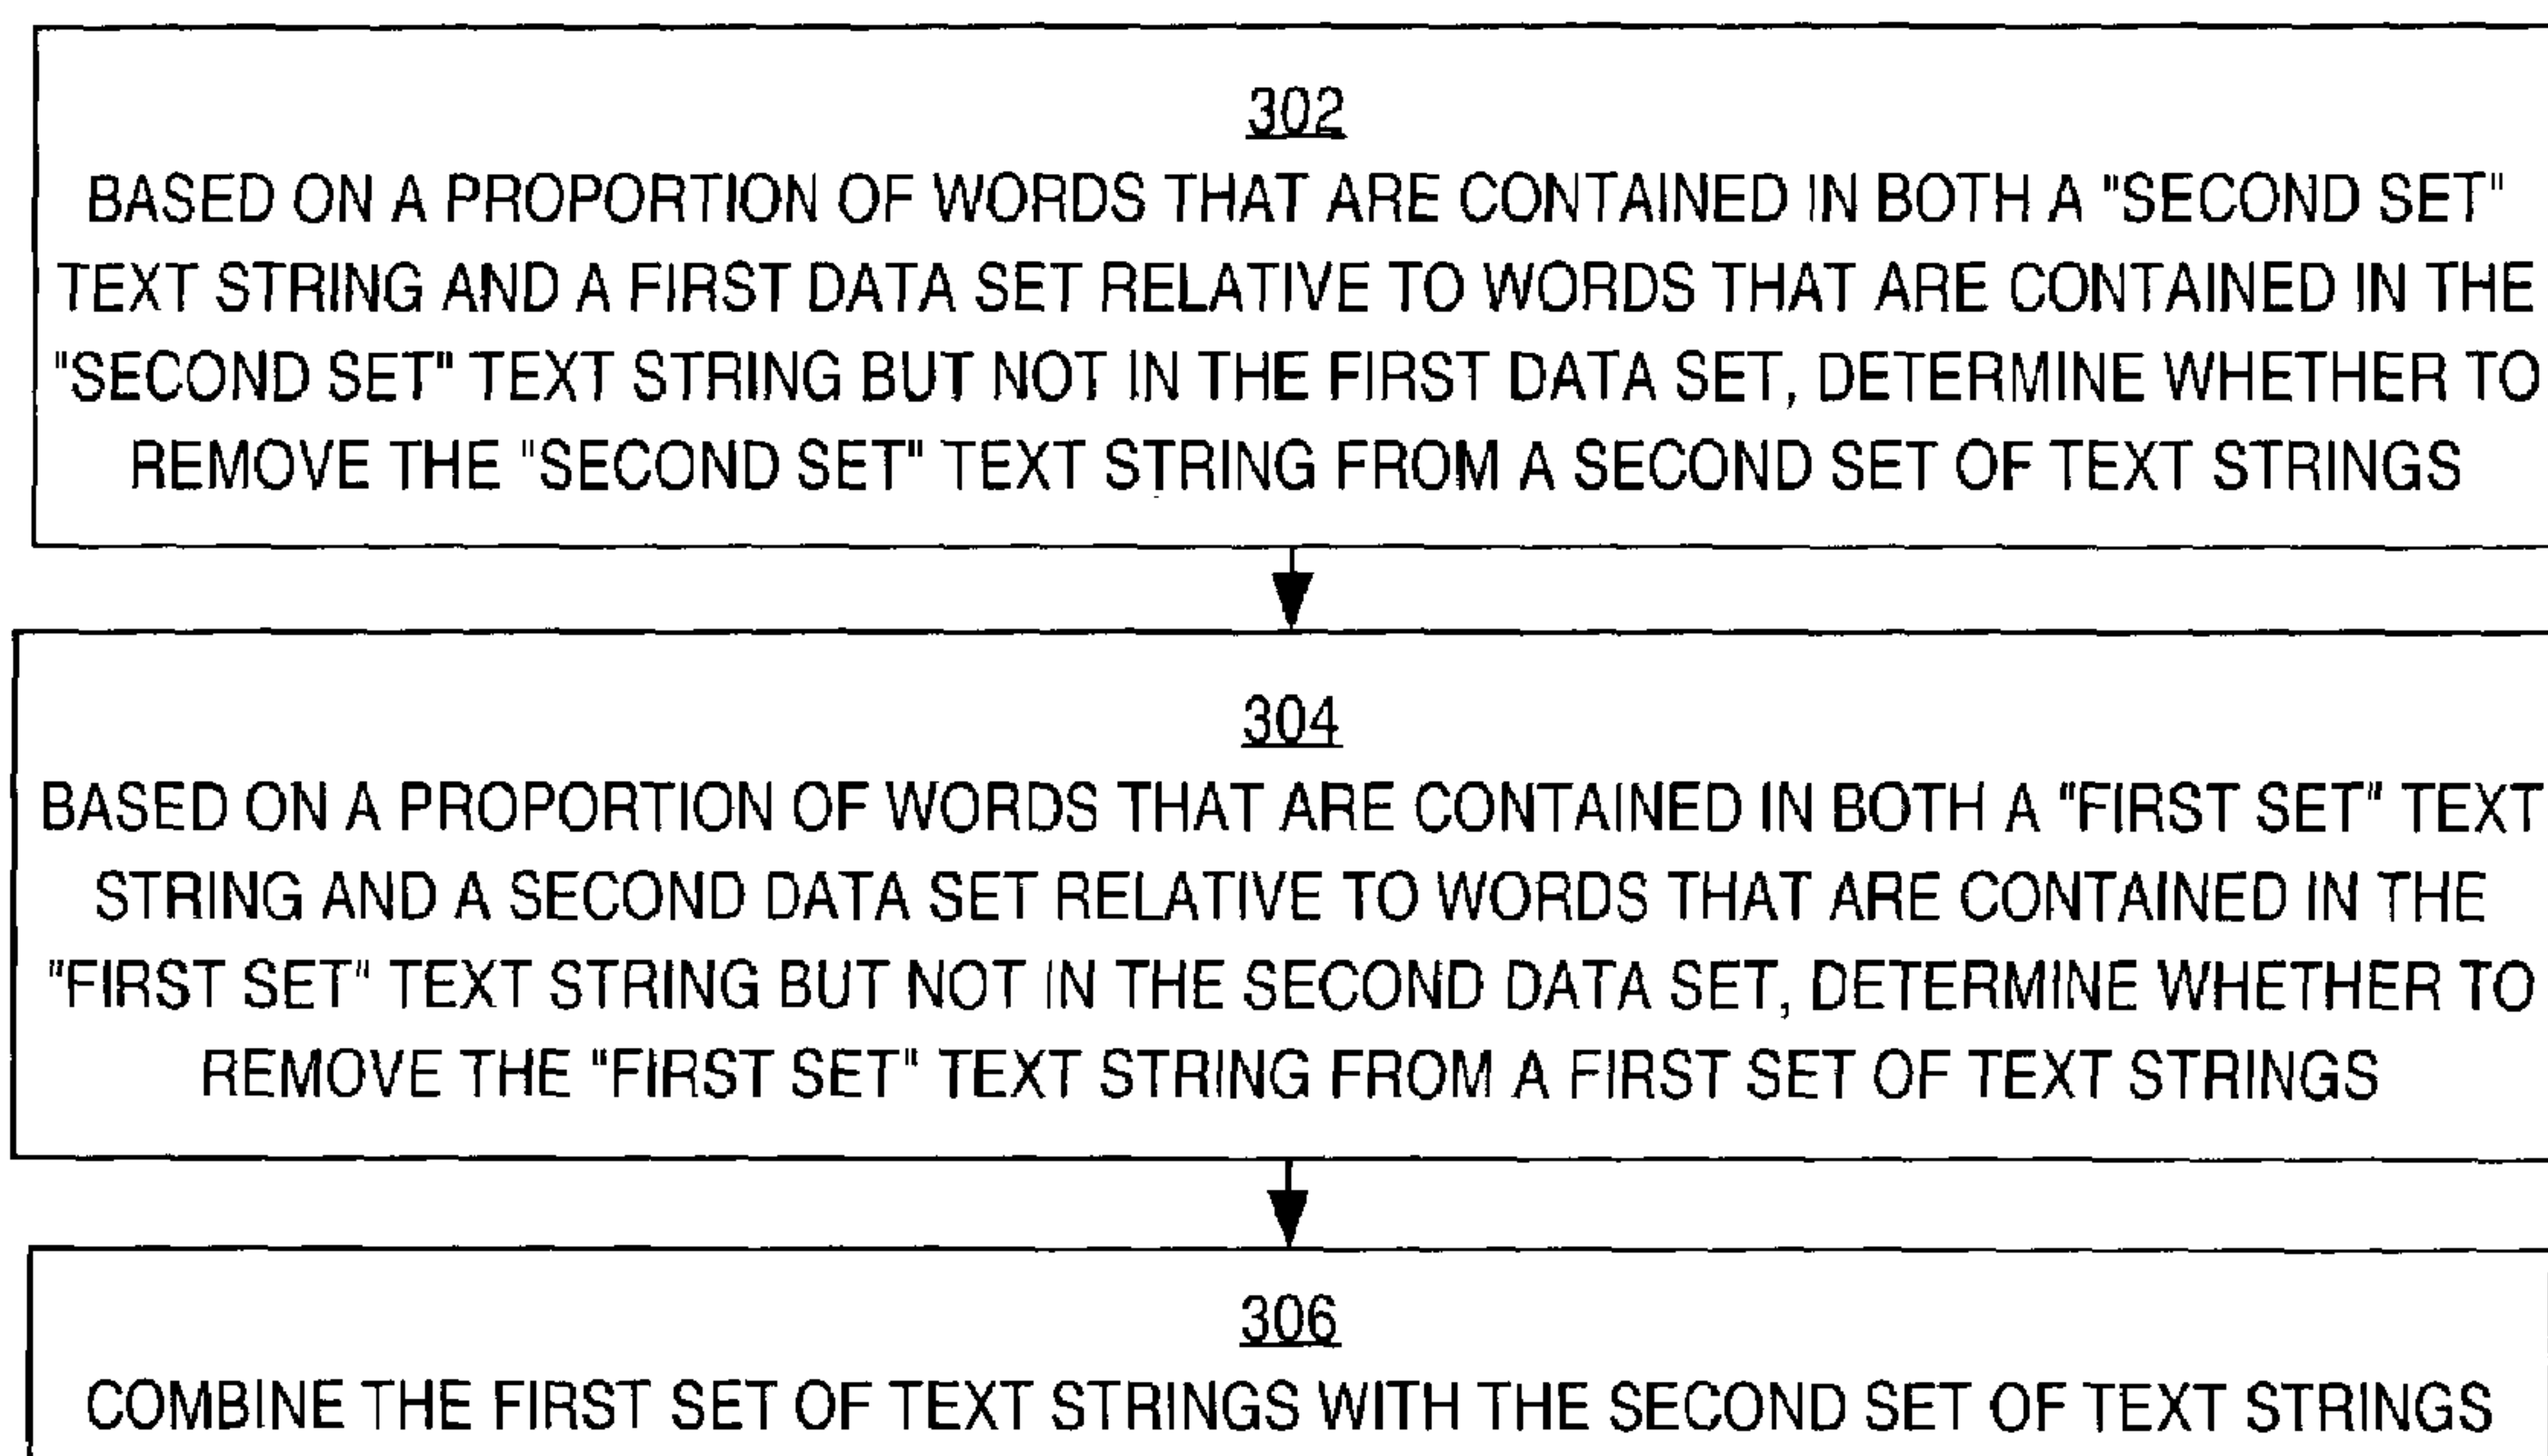 302
BASED ON A PROPORTION OF WORDS THAT ARE CONTAINED IN BOTH A "SECOND SET"
TEXT STRING AND A FIRST DATA SET RELATIVE TO WORDS THAT ARE CONTAINED IN THE
"SECOND SET" TEXT STRING BUT NOT IN THE FIRST DATA SET, DETERMINE WHETHER TO
REMOVE THE "SECOND SET" TEXT STRING FROM A SECOND SET OF TEXT STRINGS
304
BASED ON A PROPORTION OF WORDS THAT ARE CONTAINED IN BOTH A "FIRST SET" TEXT
STRING AND A SECOND DATA SET RELATIVE TO WORDS THAT ARE CONTAINED IN THE
"FIRST SET" TEXT STRING BUT NOT IN THE SECOND DATA SET, DETERMINE WHETHER TO
REMOVE THE "FIRST SET" TEXT STRING FROM A FIRST SET OF TEXT STRINGS
306
COMBINE THE FIRST SET OF TEXT STRINGS WITH THE SECOND SET OF TEXT STRINGS